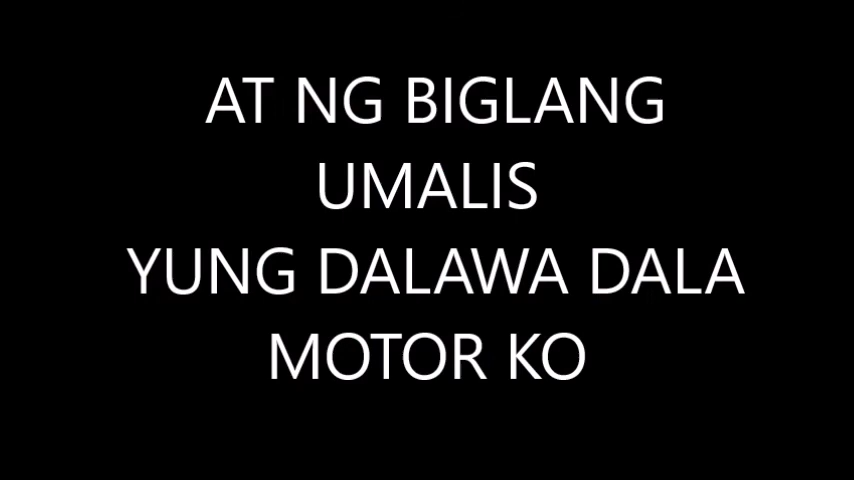 AT NG BIGLANG
UMALIS
YUNG DALAWA DALA
MOTOR KO